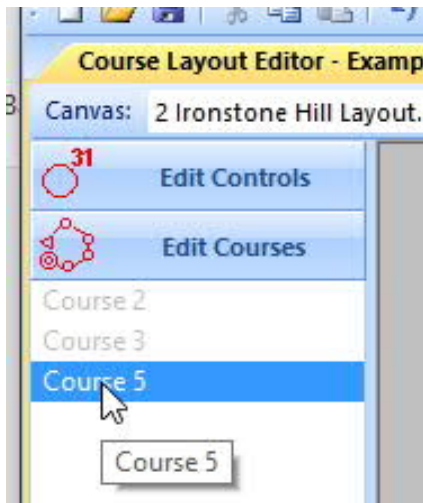 Course Layout Editor - Examp
Canvas: 2 Ironstone Hill Layout.
31
Edit Controls
Edit Courses
Course 2
Course 3
Course 5
Course 5